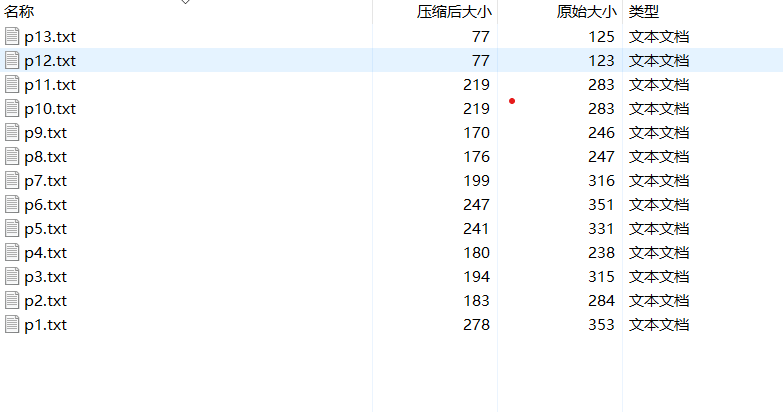 名称 压缩后大小 原始大小 类型
p13.txt 77 125 文本文档
p12.txt 77 123 文本文档
p11.txt 219 283 文本文档
p10.txt 219 283 文本文档
p9.txt 170 246 文本文档
p8.txt 176 247 文本文档
p7.txt 199 316 文本文档
p6.txt 247 351 文本文档
p5.txt 241 331 文本文档
p4.txt 180 238 文本文档
p3.txt 194 315 文本文档
p2.txt 183 284 文本文档
p1.txt 278 353 文本文档